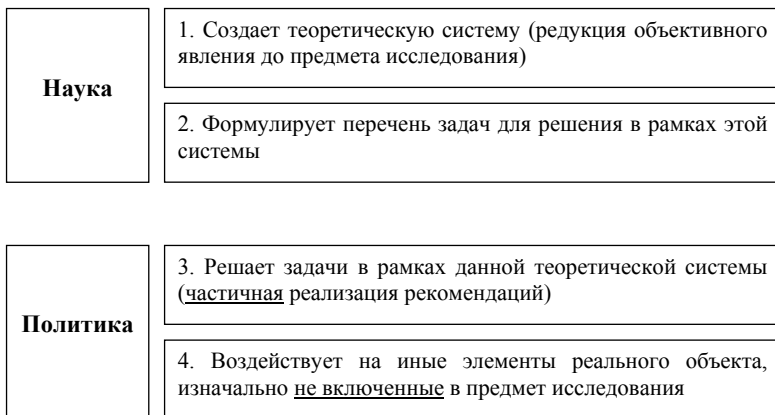 Наука
1. Создает теоретическую систему (редукция объективного
явления до предмета исследования)
2. Формулирует перечень задач для решения в рамках этой
системы
Политика
3. Решает задачи в рамках данной теоретической системы
(частичная реализация рекомендаций)
4. Воздействует на иные элементы реального объекта,
изначально не включенные в предмет исследования